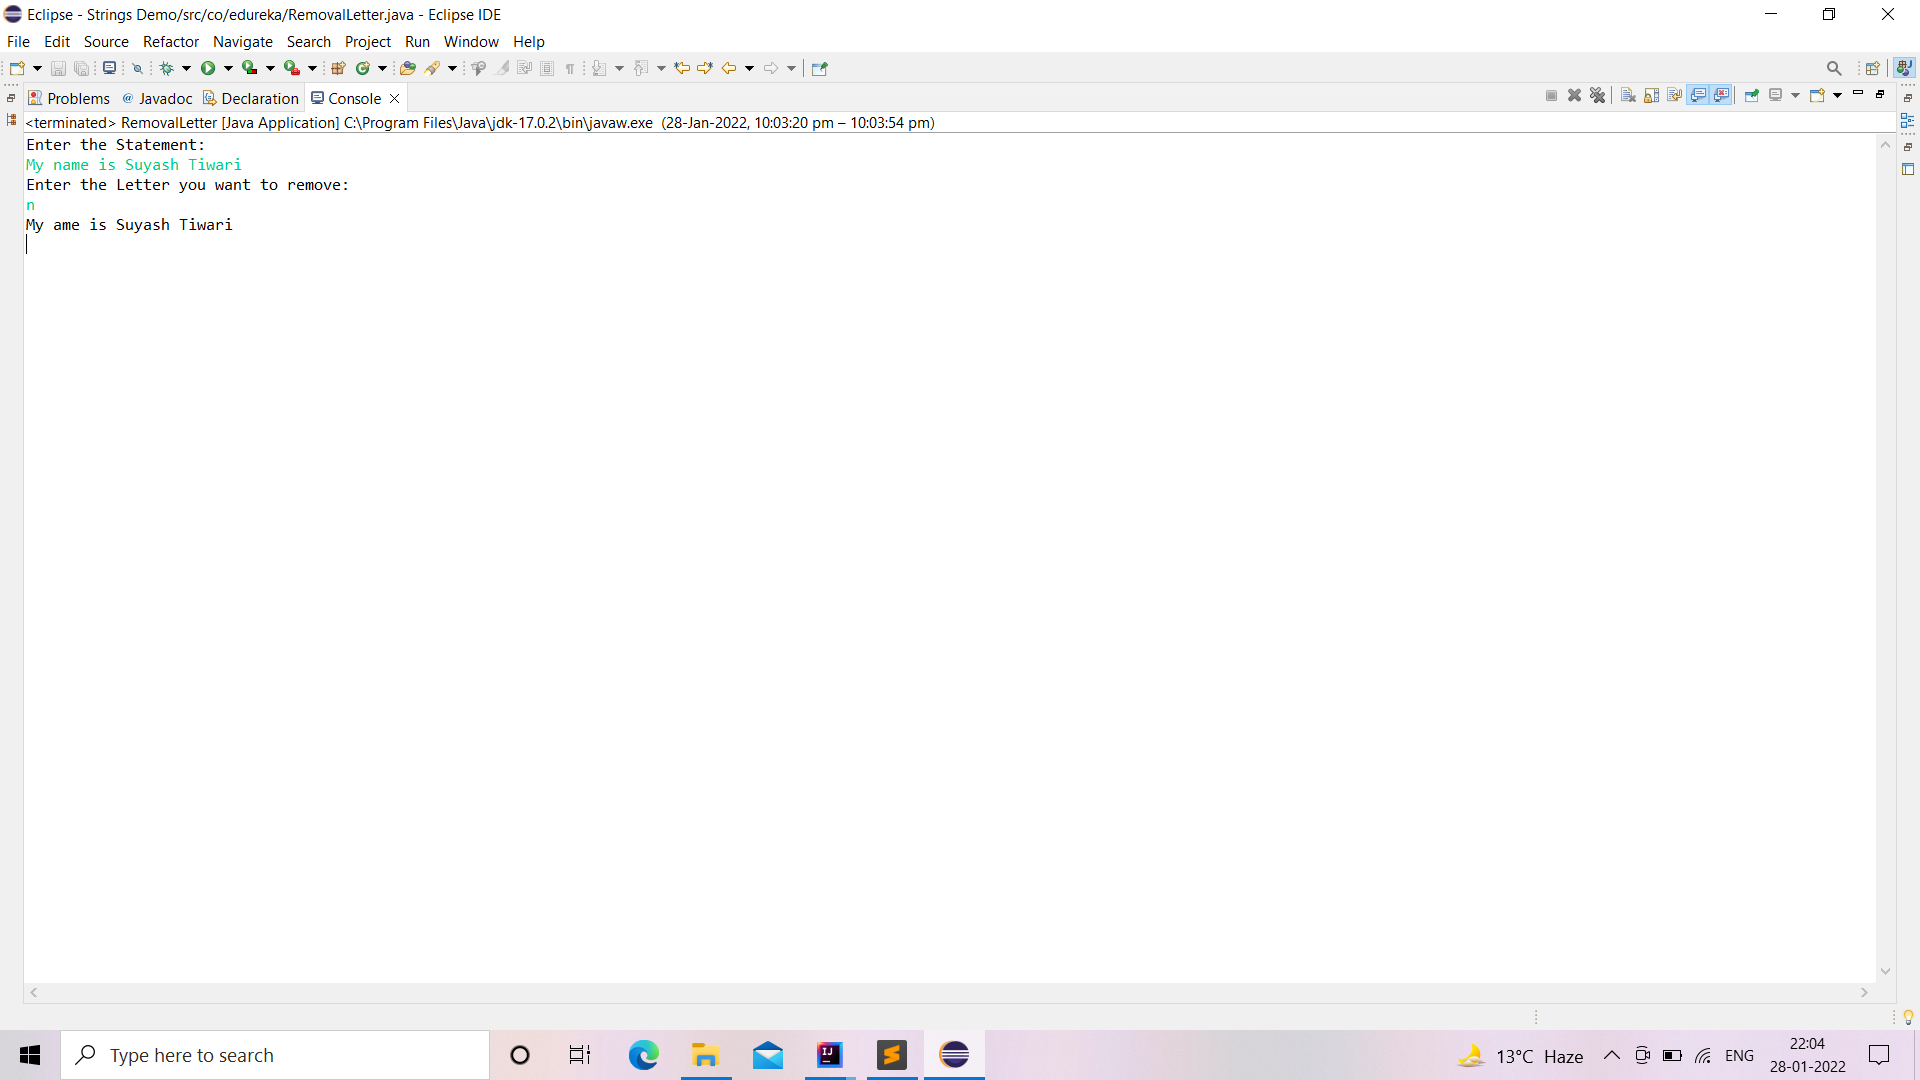 Eclipse - Strings Demo/src/co/edureka/RemovalLetter.java - Eclipse IDE
File Edit Source Refactor Navigate Search Project Run Window Help
Problems @ Javadoc Declaration Console
<terminated> RemovalLetter [Java Application] C:\Program Files\Java\jdk-17.0.2\bin\javaw.exe (28-Jan-2022, 10:03:20 pm – 10:03:54 pm)
Enter the Statement:
My name is Suyash Tiwari
Enter the Letter you want to remove:
n
My ame is Suyash Tiwari
Type here to search
13°C Haze
ENG
22:04
28-01-2022